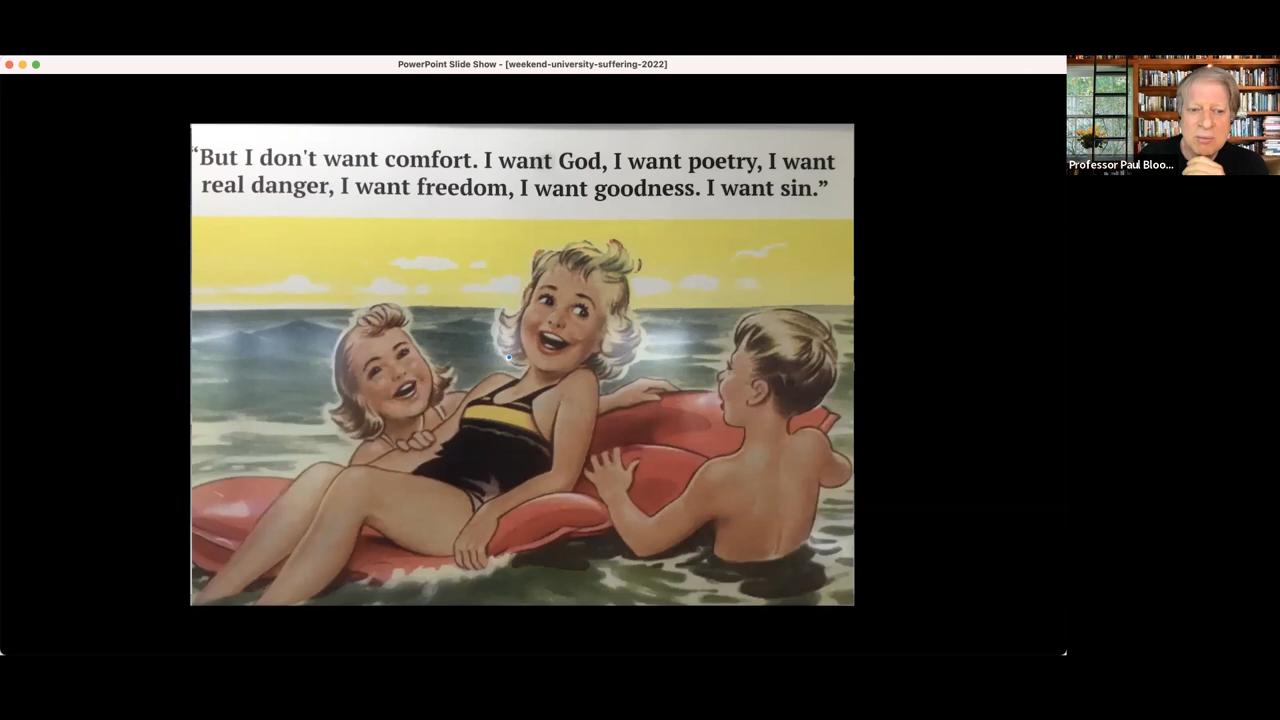 PowerPoint Slide Show - [weekend-university-suffering-2022]
“But I don't want comfort. I want God, I want poetry, I want
real danger, I want freedom, I want goodness. I want sin.”
Professor Paul Bloo...